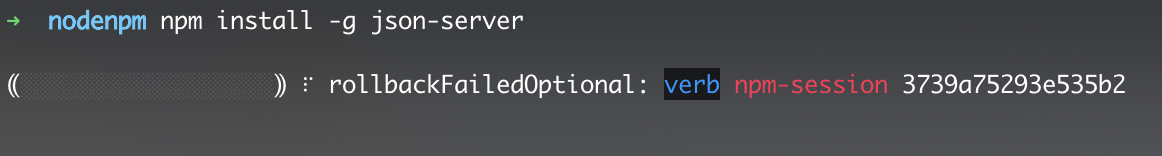 → nodenpm npm install -g json-server
(░░░░░░░░░░░░░░░░░░) ⠏ rollbackFailedOptional: verb npm-session 3739a75293e535b2